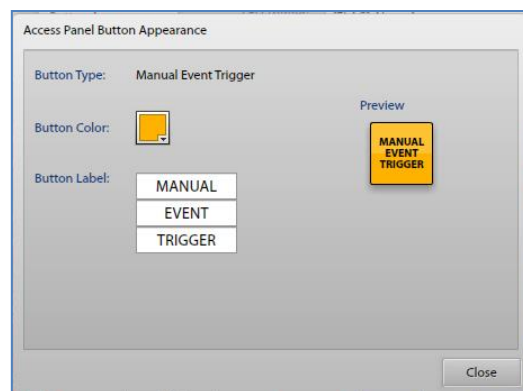 Access Panel Button Appearance
Button Type: Manual Event Trigger
Preview
Button Color:
MANUAL
EVENT
TRIGGER
Button Label:
MANUAL
EVENT
TRIGGER
Close